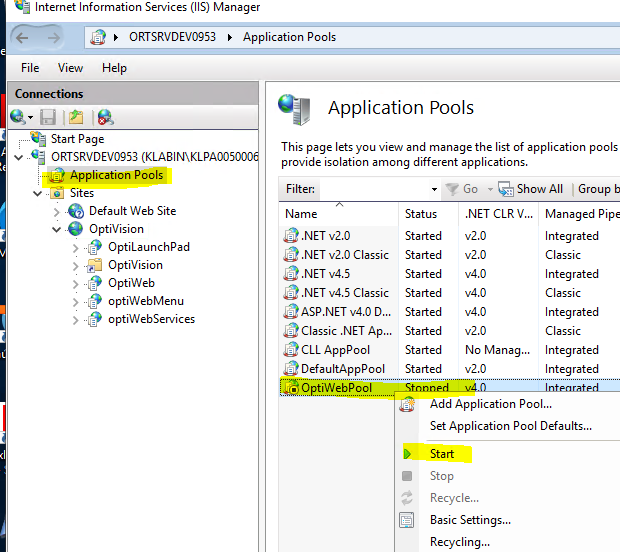 Internet Information Services (IIS) Manager
ORTSRVDEV0953 Application Pools
File View Help
Connections
Start Page
ORTSRVDEV0953 (KLABIN\KLPA0050006
Application Pools
Sites
Default Web Site
OptiVision
OptiLaunchPad
OptiVision
OptiWeb
optiWebMenu
optiWebServices
Application Pools
This page lets you view and manage the list of application pools
provide isolation among different applications.
Filter: Go Show All Group b
Name Status .NET CLR V... Managed Pipe
.NET v2.0 Started v2.0 Integrated
.NET v2.0 Classic Started v2.0 Classic
.NET v4.5 Started v4.0 Integrated
.NET v4.5 Classic Started v4.0 Classic
ASP.NET v4.0 D... Started v4.0 Integrated
Classic .NET Ap... Started v2.0 Classic
CLL AppPool Started No Manag... Integrated
DefaultAppPool Started v2.0 Integrated
OptiWebPool Stopped v4.0 Integrated
Add Application Pool...
Set Application Pool Defaults...
Start
Stop
Recycle...
Basic Settings...
Recycling...